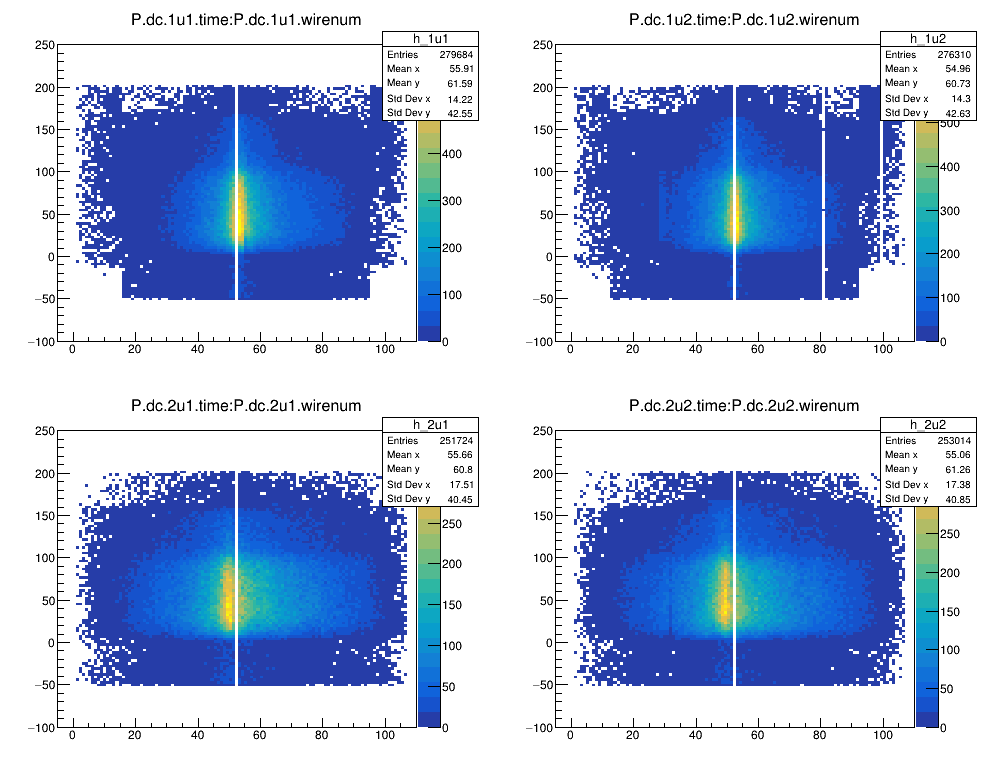 P.dc.1u1.time:P.dc.1u1.wirenum
h_1u1
Entries 279684
Mean x 55.91
Mean y 61.59
Std Dev x 14.22
Std Dev y 42.55
250
200
150
100
50
0
−50
−100
0 20 40 60 80 100
400
300
200
100
0
P.dc.1u2.time:P.dc.1u2.wirenum
h_1u2
Entries 276310
Mean x 54.96
Mean y 60.73
Std Dev x 14.3
Std Dev y 42.63
250
200
150
100
50
0
−50
−100
0 20 40 60 80 100
500
400
300
200
100
0
P.dc.2u1.time:P.dc.2u1.wirenum
h_2u1
Entries 251724
Mean x 55.66
Mean y 60.8
Std Dev x 17.51
Std Dev y 40.45
250
200
150
100
50
0
−50
−100
0 20 40 60 80 100
250
200
150
100
50
0
P.dc.2u2.time:P.dc.2u2.wirenum
h_2u2
Entries 253014
Mean x 55.06
Mean y 61.26
Std Dev x 17.38
Std Dev y 40.85
250
200
150
100
50
0
−50
−100
0 20 40 60 80 100
250
200
150
100
50
0